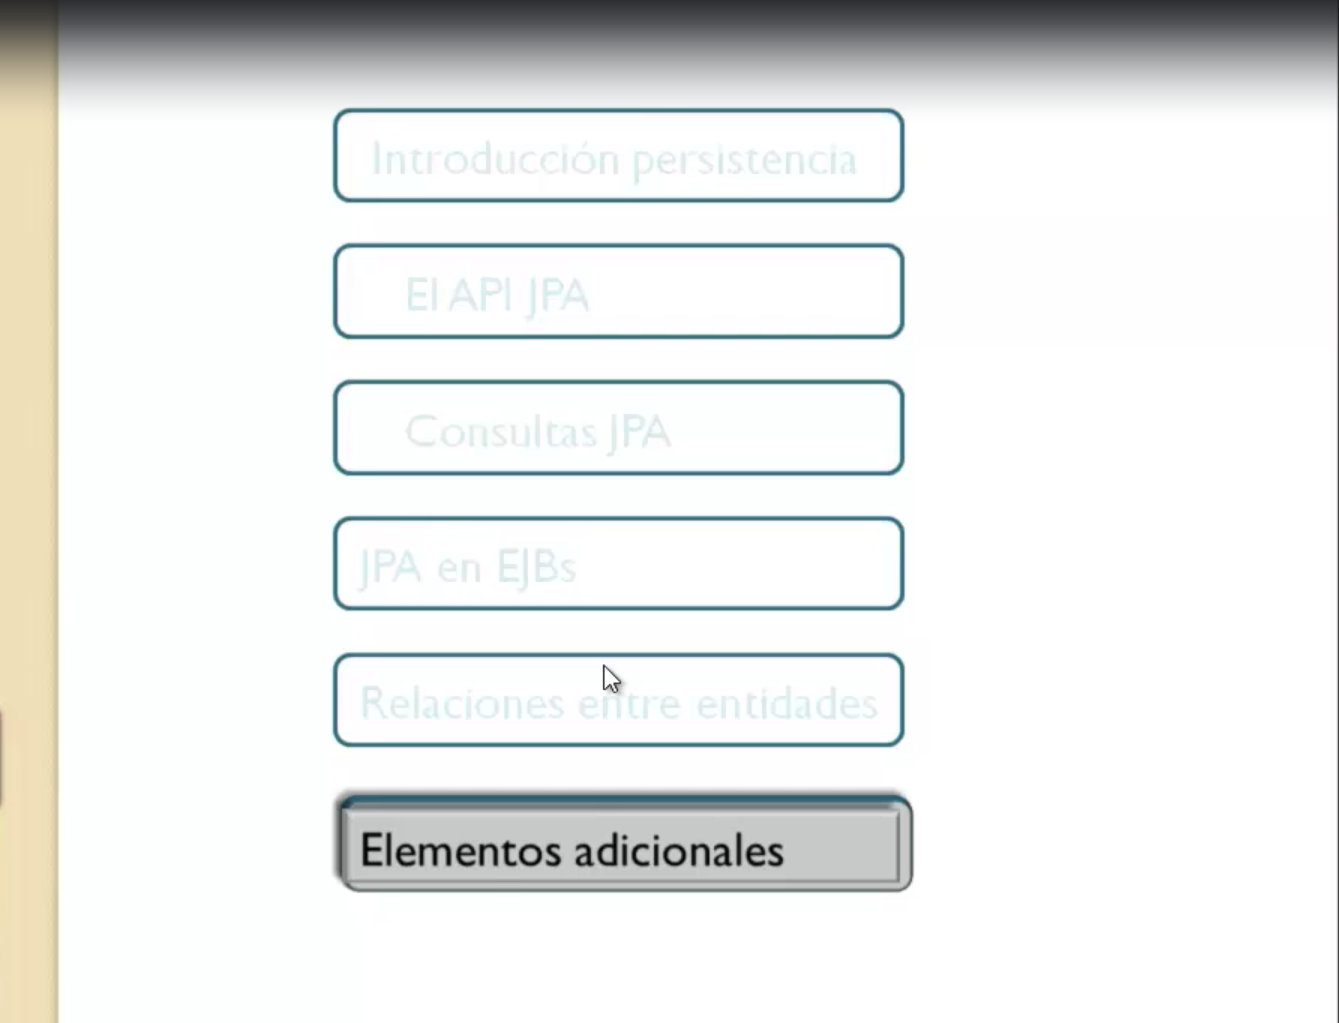 Introducción persistencia
El API JPA
Consultas JPA
JPA en EJBs
Relaciones entre entidades
Elementos adicionales